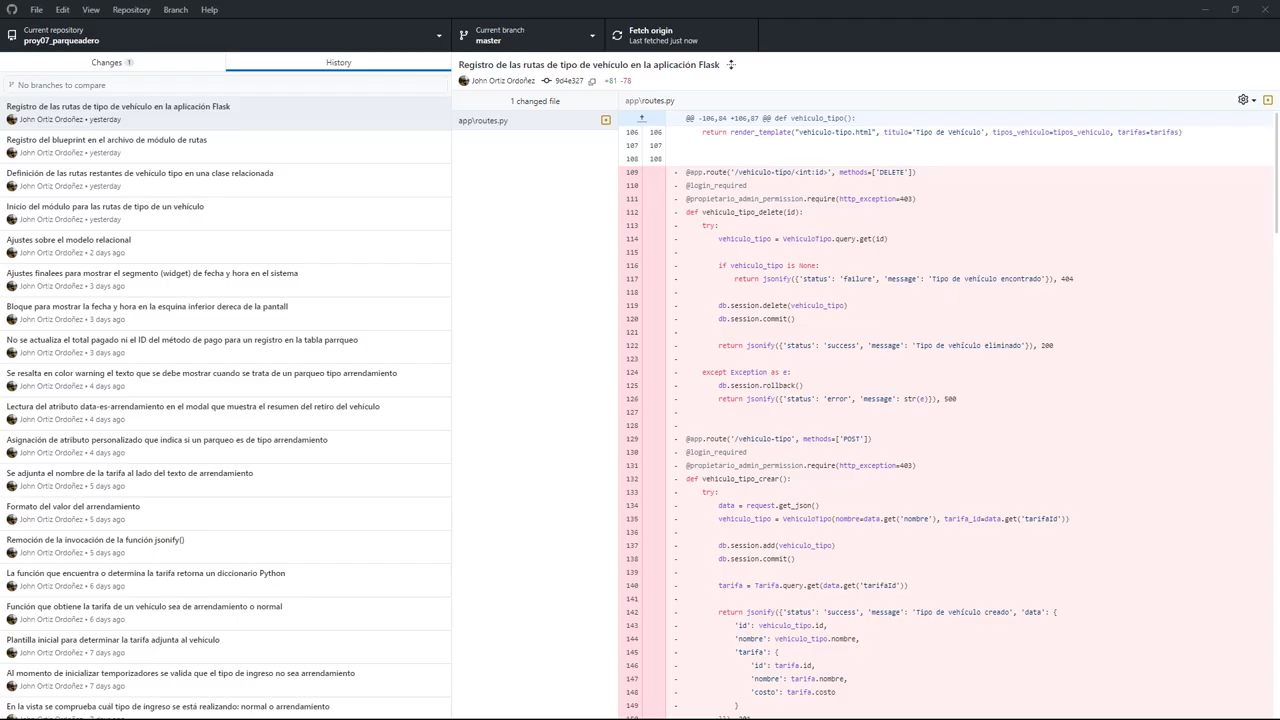 File Edit View Repository Branch Help
Current repository
proy07_parqueadero
Current branch
master
Fetch origin
Last fetched just now
Changes 1
History
No branches to compare
Registro de las rutas de tipo de vehículo en la aplicación Flask
John Ortiz Ordoñez • yesterday
Registro del blueprint en el archivo de módulo de rutas
John Ortiz Ordoñez • yesterday
Definición de las rutas restantes de vehículo tipo en una clase relacionada
John Ortiz Ordoñez • yesterday
Inicio del módulo para las rutas de tipo de un vehículo
John Ortiz Ordoñez • yesterday
Ajustes sobre el modelo relacional
John Ortiz Ordoñez • 2 days ago
Ajustes finalees para mostrar el segmento (widget) de fecha y hora en el sistema
John Ortiz Ordoñez • 3 days ago
Bloque para mostrar la fecha y hora en la esquina inferior dereca de la pantall
John Ortiz Ordoñez • 3 days ago
No se actualiza el total pagado ni el ID del método de pago para un registro en la tabla parrqueo
John Ortiz Ordoñez • 3 days ago
Se resalta en color warning el texto que se debe mostrar cuando se trata de un parqueo tipo arrendamiento
John Ortiz Ordoñez • 4 days ago
Lectura del atributo data-es-arrendamiento en el modal que muestra el resumen del retiro del vehículo
John Ortiz Ordoñez • 4 days ago
Asignación de atributo personalizado que indica si un parqueo es de tipo arrendamiento
John Ortiz Ordoñez • 4 days ago
Se adjunta el nombre de la tarifa al lado del texto de arrendamiento
John Ortiz Ordoñez • 5 days ago
Formato del valor del arrendamiento
John Ortiz Ordoñez • 5 days ago
Remoción de la invocación de la función jsonify()
John Ortiz Ordoñez • 5 days ago
La función que encuentra o determina la tarifa retorna un diccionario Python
John Ortiz Ordoñez • 6 days ago
Función que obtiene la tarifa de un vehículo sea de arrendamiento o normal
John Ortiz Ordoñez • 6 days ago
Plantilla inicial para determinar la tarifa adjunta al vehículo
John Ortiz Ordoñez • 7 days ago
Al momento de inicializar temporizadores se valida que el tipo de ingreso no sea arrendamiento
John Ortiz Ordoñez • 7 days ago
En la vista se comprueba cuál tipo de ingreso se está realizando: normal o arrendamiento
Registro de las rutas de tipo de vehículo en la aplicación Flask
John Ortiz Ordoñez 9d4e327 +81 -78
1 changed file
app\routes.py
app\routes.py
@@ -106,84 +106,87 @@ def vehiculo_tipo():
106 106 return render_template("vehiculo-tipo.html", titulo='Tipo de Vehículo', tipos_vehiculo=tipos_vehiculo, tarifas=tarifas)
107 107
108 108
109 - @app.route('/vehiculo-tipo/<int:id>', methods=['DELETE'])
110 - @login_required
111 - @propietario_admin_permission.require(http_exception=403)
112 - def vehiculo_tipo_delete(id):
113 - try:
114 - vehiculo_tipo = VehiculoTipo.query.get(id)
115 -
116 - if vehiculo_tipo is None:
117 - return jsonify({'status': 'failure', 'message': 'Tipo de vehículo encontrado'}), 404
118 -
119 - db.session.delete(vehiculo_tipo)
120 - db.session.commit()
121 -
122 - return jsonify({'status': 'success', 'message': 'Tipo de vehículo eliminado'}), 200
123 -
124 - except Exception as e:
125 - db.session.rollback()
126 - return jsonify({'status': 'error', 'message': str(e)}), 500
127 -
128 -
129 - @app.route('/vehiculo-tipo', methods=['POST'])
130 - @login_required
131 - @propietario_admin_permission.require(http_exception=403)
132 - def vehiculo_tipo_crear():
133 - try:
134 - data = request.get_json()
135 - vehiculo_tipo = VehiculoTipo(nombre=data.get('nombre'), tarifa_id=data.get('tarifaId'))
136 -
137 - db.session.add(vehiculo_tipo)
138 - db.session.commit()
139 -
140 - tarifa = Tarifa.query.get(data.get('tarifaId'))
141 -
142 - return jsonify({'status': 'success', 'message': 'Tipo de vehículo creado', 'data': {
143 - 'id': vehiculo_tipo.id,
144 - 'nombre': vehiculo_tipo.nombre,
145 - 'tarifa': {
146 - 'id': tarifa.id,
147 - 'nombre': tarifa.nombre,
148 - 'costo': tarifa.costo
149 - }